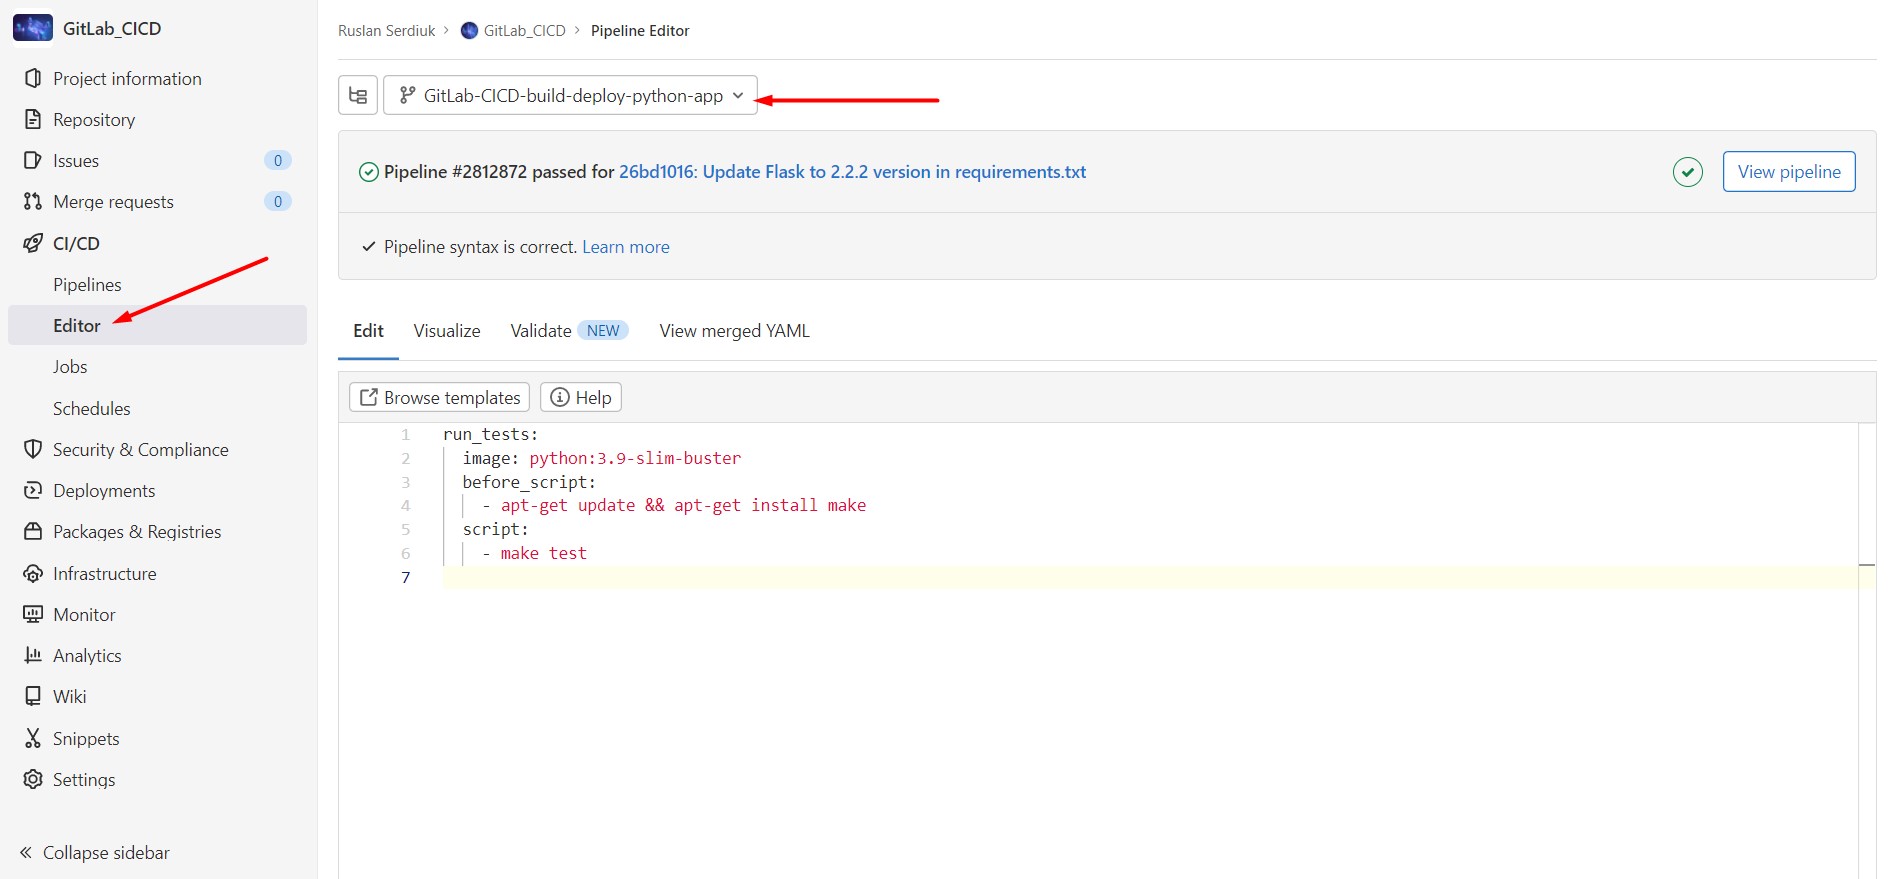 GitLab_CICD
Project information
Repository
Issues 0
Merge requests 0
CI/CD
Pipelines
Editor
Jobs
Schedules
Security & Compliance
Deployments
Packages & Registries
Infrastructure
Monitor
Analytics
Wiki
Snippets
Settings
Collapse sidebar
Ruslan Serdiuk > GitLab_CICD > Pipeline Editor
GitLab-CICD-build-deploy-python-app
Pipeline #2812872 passed for 26bd1016: Update Flask to 2.2.2 version in requirements.txt
View pipeline
Pipeline syntax is correct. Learn more
Edit Visualize Validate NEW View merged YAML
Browse templates Help
1 run_tests:
2 image: python:3.9-slim-buster
3 before_script:
4 - apt-get update && apt-get install make
5 script:
6 - make test
7